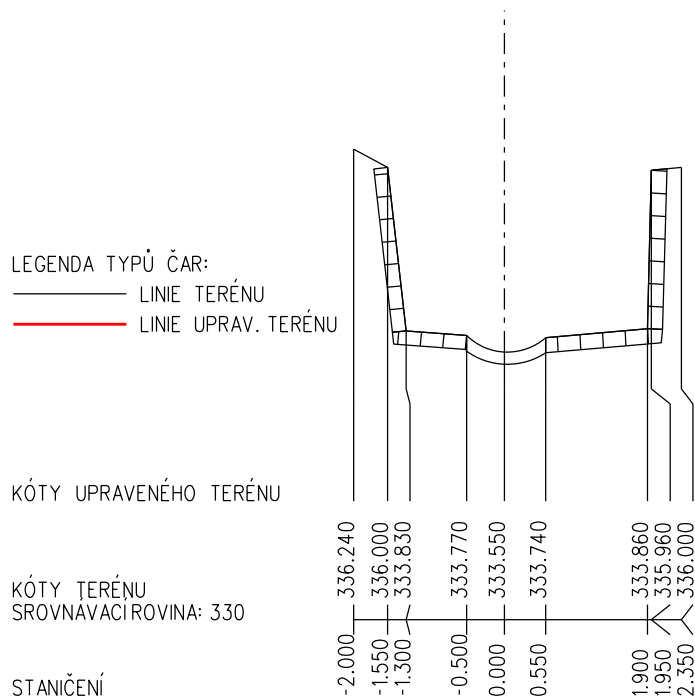 LEGENDA TYPŮ ČAR:
LINIE TERÉNU
LINIE UPRAV. TERÉNU
KÓTY UPRAVENÉHO TERÉNU
KÓTY TERÉNU
336.240
336.000
333.830
333.770
333.550
333.740
333.860
335.960
336.000
SROVNÁVACÍ ROVINA: 330
STANIČENÍ
-2.000
-1.550
-1.300
-0.500
0.000
0.550
1.900
1.950
2.350